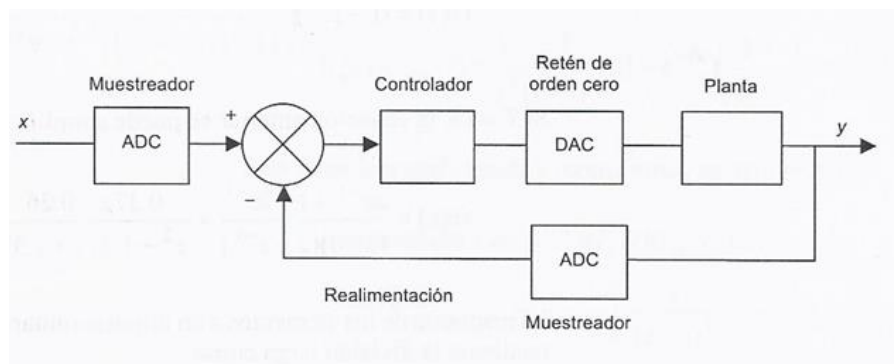 Muestreador
Controlador
Retén de
orden cero
Planta
x
ADC
+
DAC
y
−
ADC
Realimentación
Muestreador